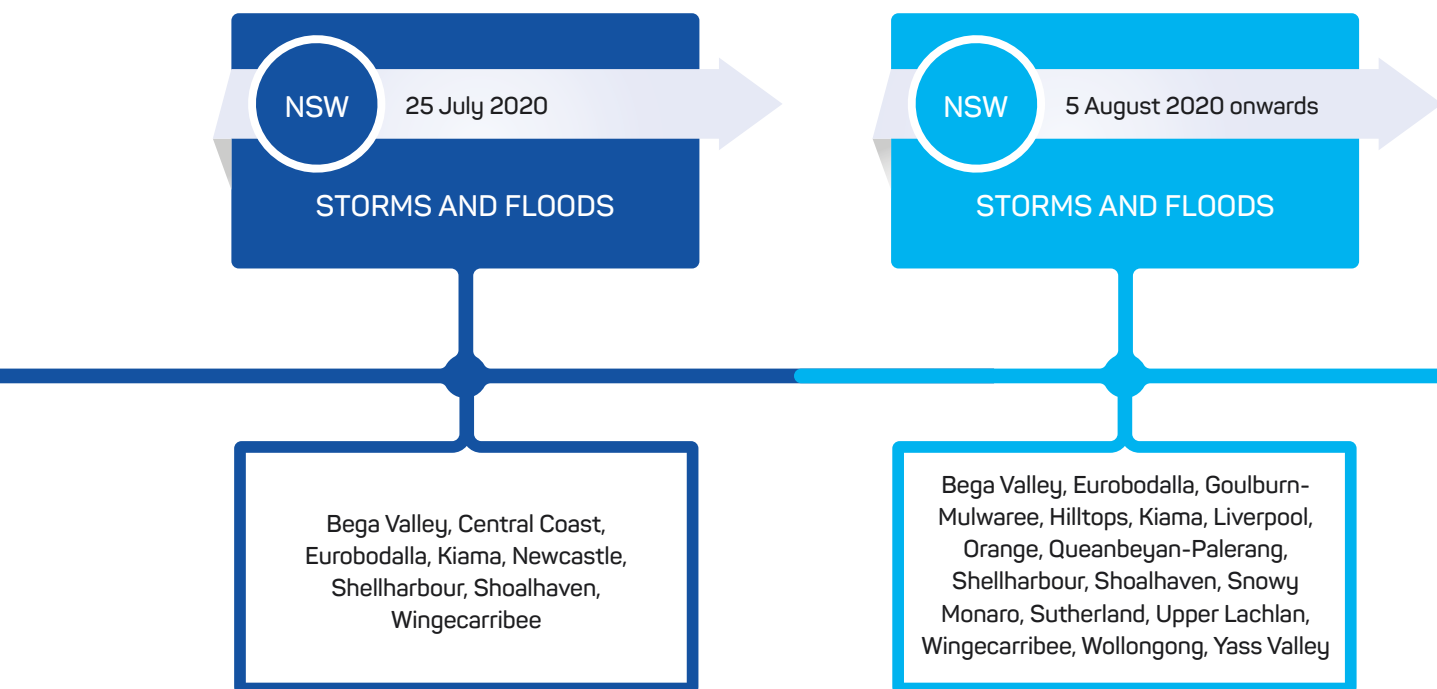 NSW
25 July 2020
STORMS AND FLOODS
Bega Valley, Central Coast,
Eurobodalla, Kiama, Newcastle,
Shellharbour, Shoalhaven,
Wingecarribee
NSW
5 August 2020 onwards
STORMS AND FLOODS
Bega Valley, Eurobodalla, Goulburn-
Mulwaree, Hilltops, Kiama, Liverpool,
Orange, Queanbeyan-Palerang,
Shellharbour, Shoalhaven, Snowy
Monaro, Sutherland, Upper Lachlan,
Wingecarribee, Wollongong, Yass Valley